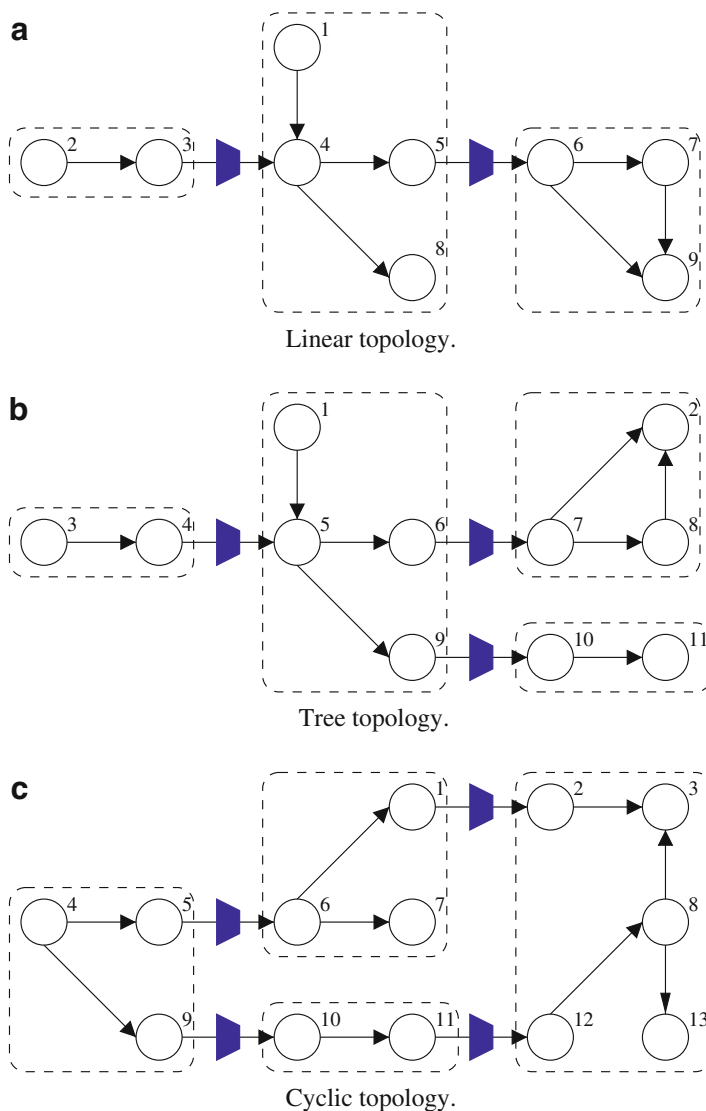 a
1
2 3 4 5 6 7
8 9
Linear topology.
b
1 2
3 4 5 6 7 8
9 10 11
Tree topology.
c
1 2 3
4 5 6 7 8
9 10 11 12 13
Cyclic topology.